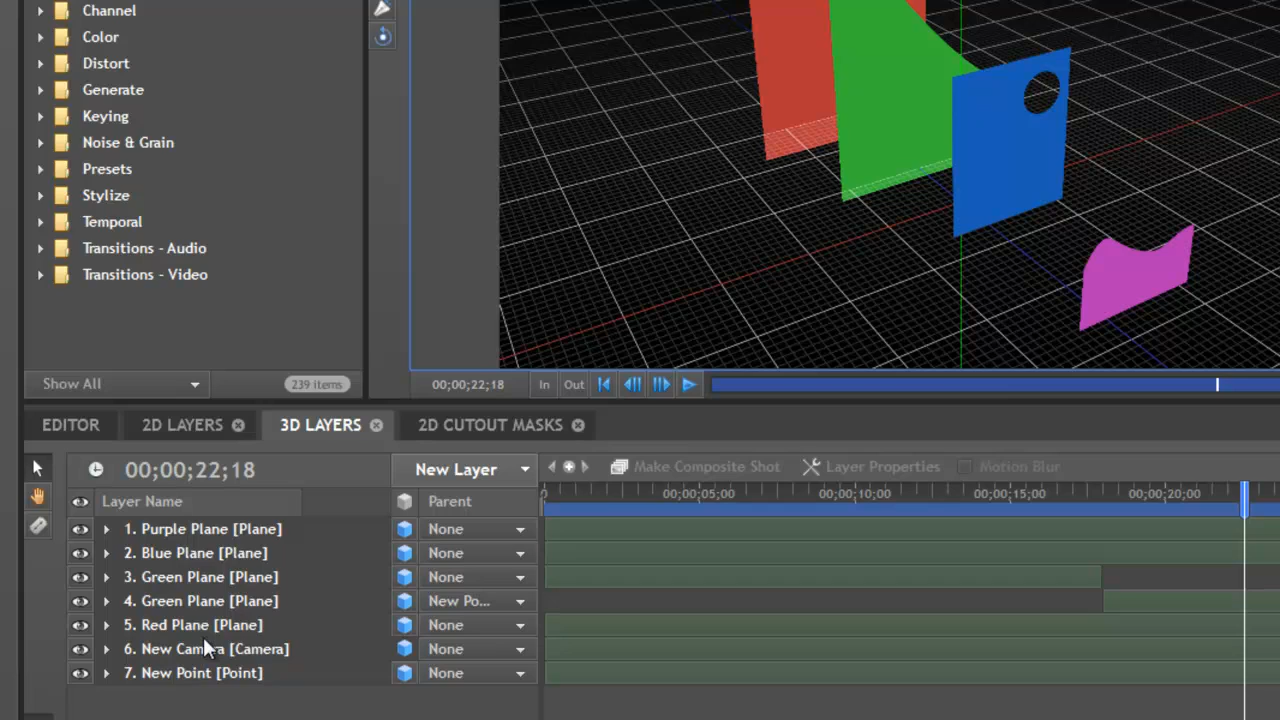 Channel
Color
Distort
Generate
Keying
Noise & Grain
Presets
Stylize
Temporal
Transitions - Audio
Transitions - Video
Show All 239 items
00;00;22;18 In Out
EDITOR 2D LAYERS 3D LAYERS 2D CUTOUT MASKS
00;00;22;18 New Layer Make Composite Shot Layer Properties Motion Blur
0 00;00;05;00 00;00;10;00 00;00;15;00 00;00;20;00
Layer Name Parent
1. Purple Plane [Plane] None
2. Blue Plane [Plane] None
3. Green Plane [Plane] None
4. Green Plane [Plane] New Po...
5. Red Plane [Plane] None
6. New Camera [Camera] None
7. New Point [Point] None